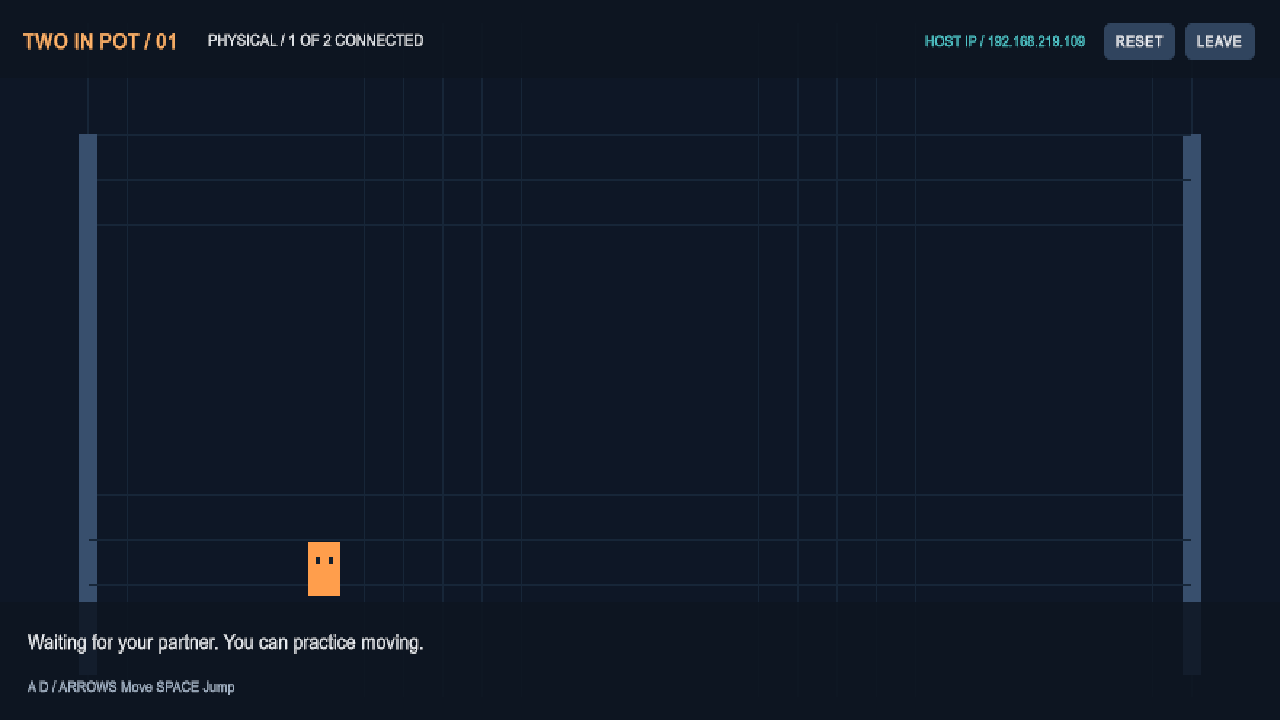 TWO IN POT / 01
PHYSICAL / 1 OF 2 CONNECTED
HOST IP / 192.168.219.109
RESET
LEAVE
Waiting for your partner. You can practice moving.
A D / ARROWS Move SPACE Jump